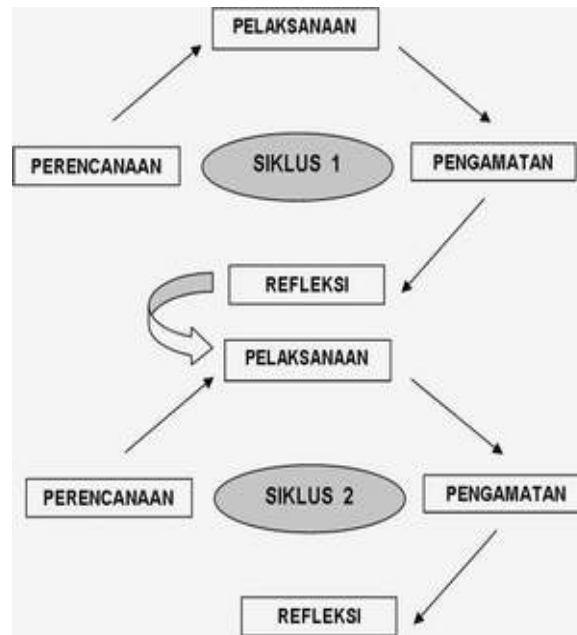 PELAKSANAAN
PERENCANAAN
SIKLUS 1
PENGAMATAN
REFLEKSI
PELAKSANAAN
PERENCANAAN
SIKLUS 2
PENGAMATAN
REFLEKSI